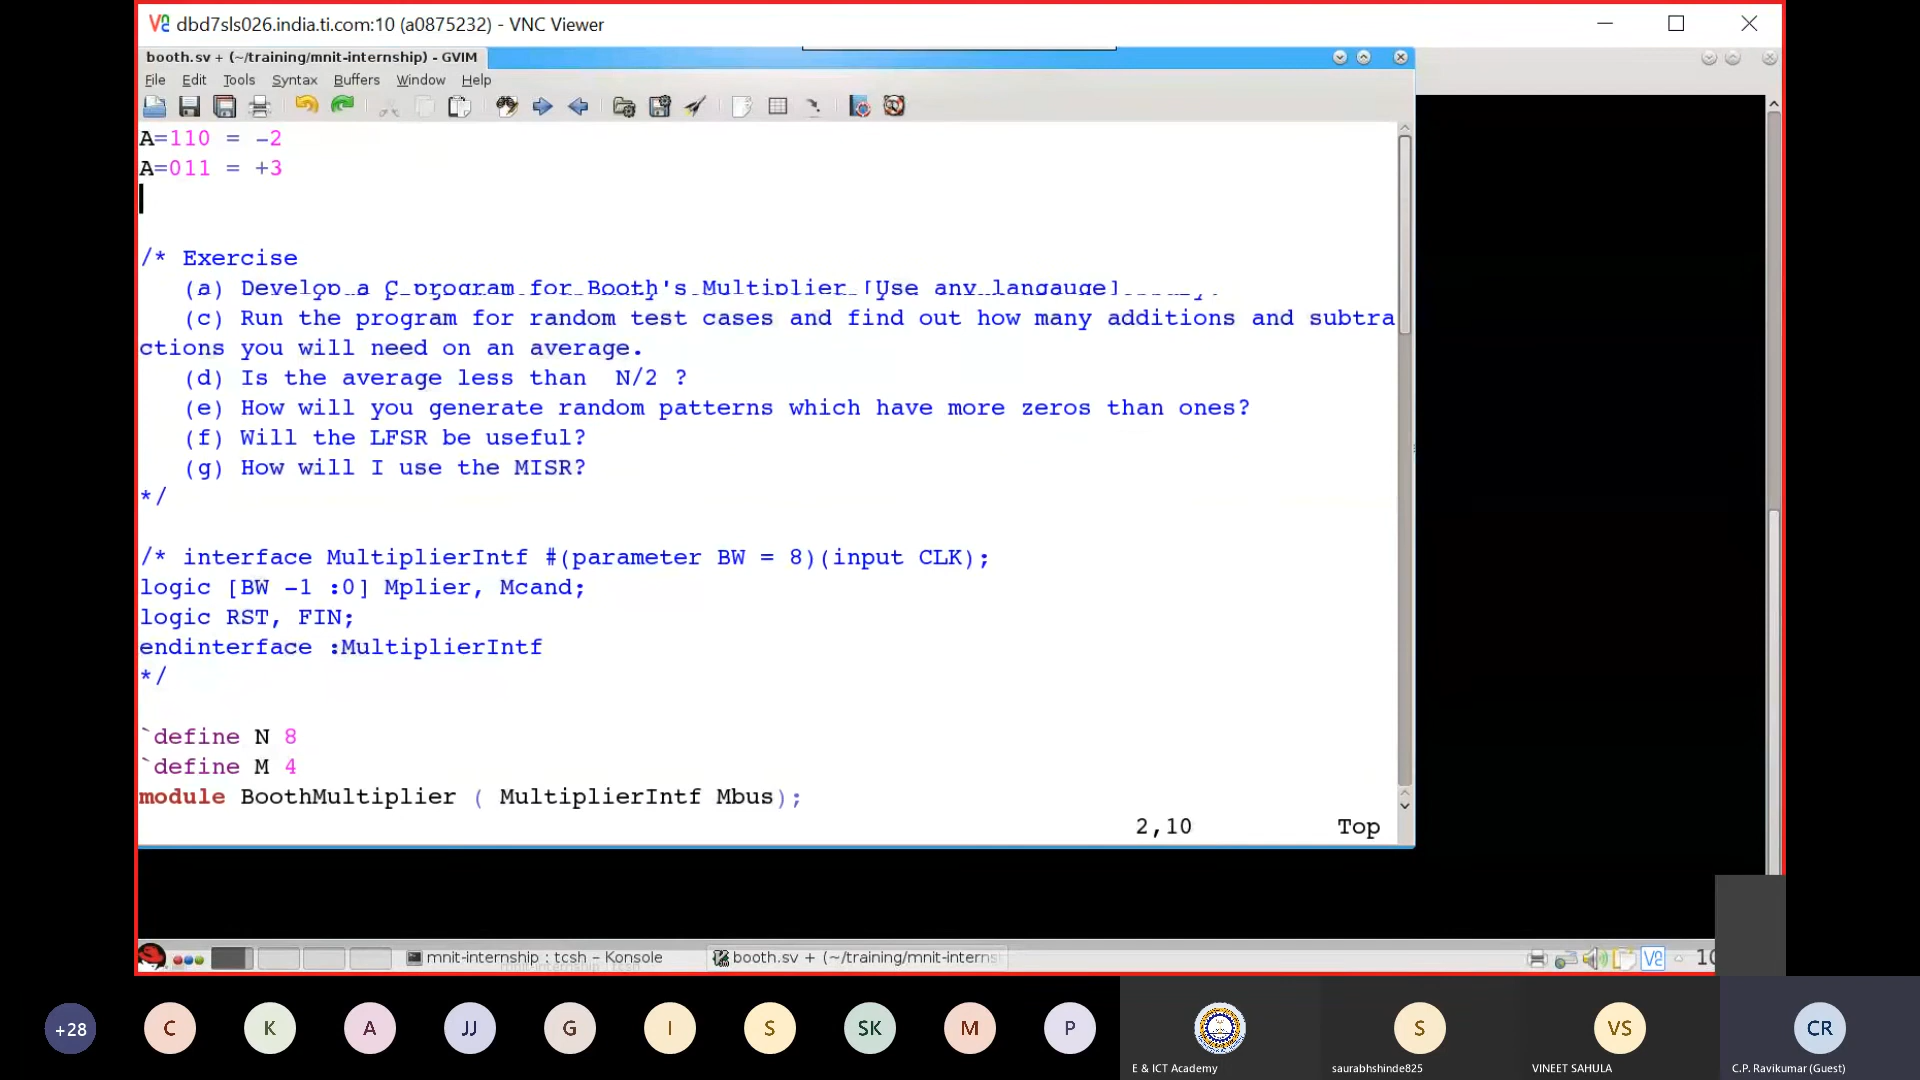 dbd7sls026.india.ti.com:10 (a0875232) - VNC Viewer
booth.sv + (~/training/mnit-internship) - GVIM
File Edit Tools Syntax Buffers Window Help
A=110 = -2
A=011 = +3
/* Exercise
(a) Develop a C program for Booth's Multiplier [Use any langauge]
(c) Run the program for random test cases and find out how many additions and subtra
ctions you will need on an average.
(d) Is the average less than N/2 ?
(e) How will you generate random patterns which have more zeros than ones?
(f) Will the LFSR be useful?
(g) How will I use the MISR?
*/
/* interface MultiplierIntf #(parameter BW = 8)(input CLK);
logic [BW -1 :0] Mplier, Mcand;
logic RST, FIN;
endinterface :MultiplierIntf
*/
`define N 8
`define M 4
module BoothMultiplier ( MultiplierIntf Mbus);
2,10 Top
mnit-internship : tcsh - Konsole
booth.sv + (~/training/mnit-interns
10
+28 C K A JJ G I S SK M P S VS CR
E & ICT Academy
saurabhshinde825
VINEET SAHULA
C.P. Ravikumar (Guest)